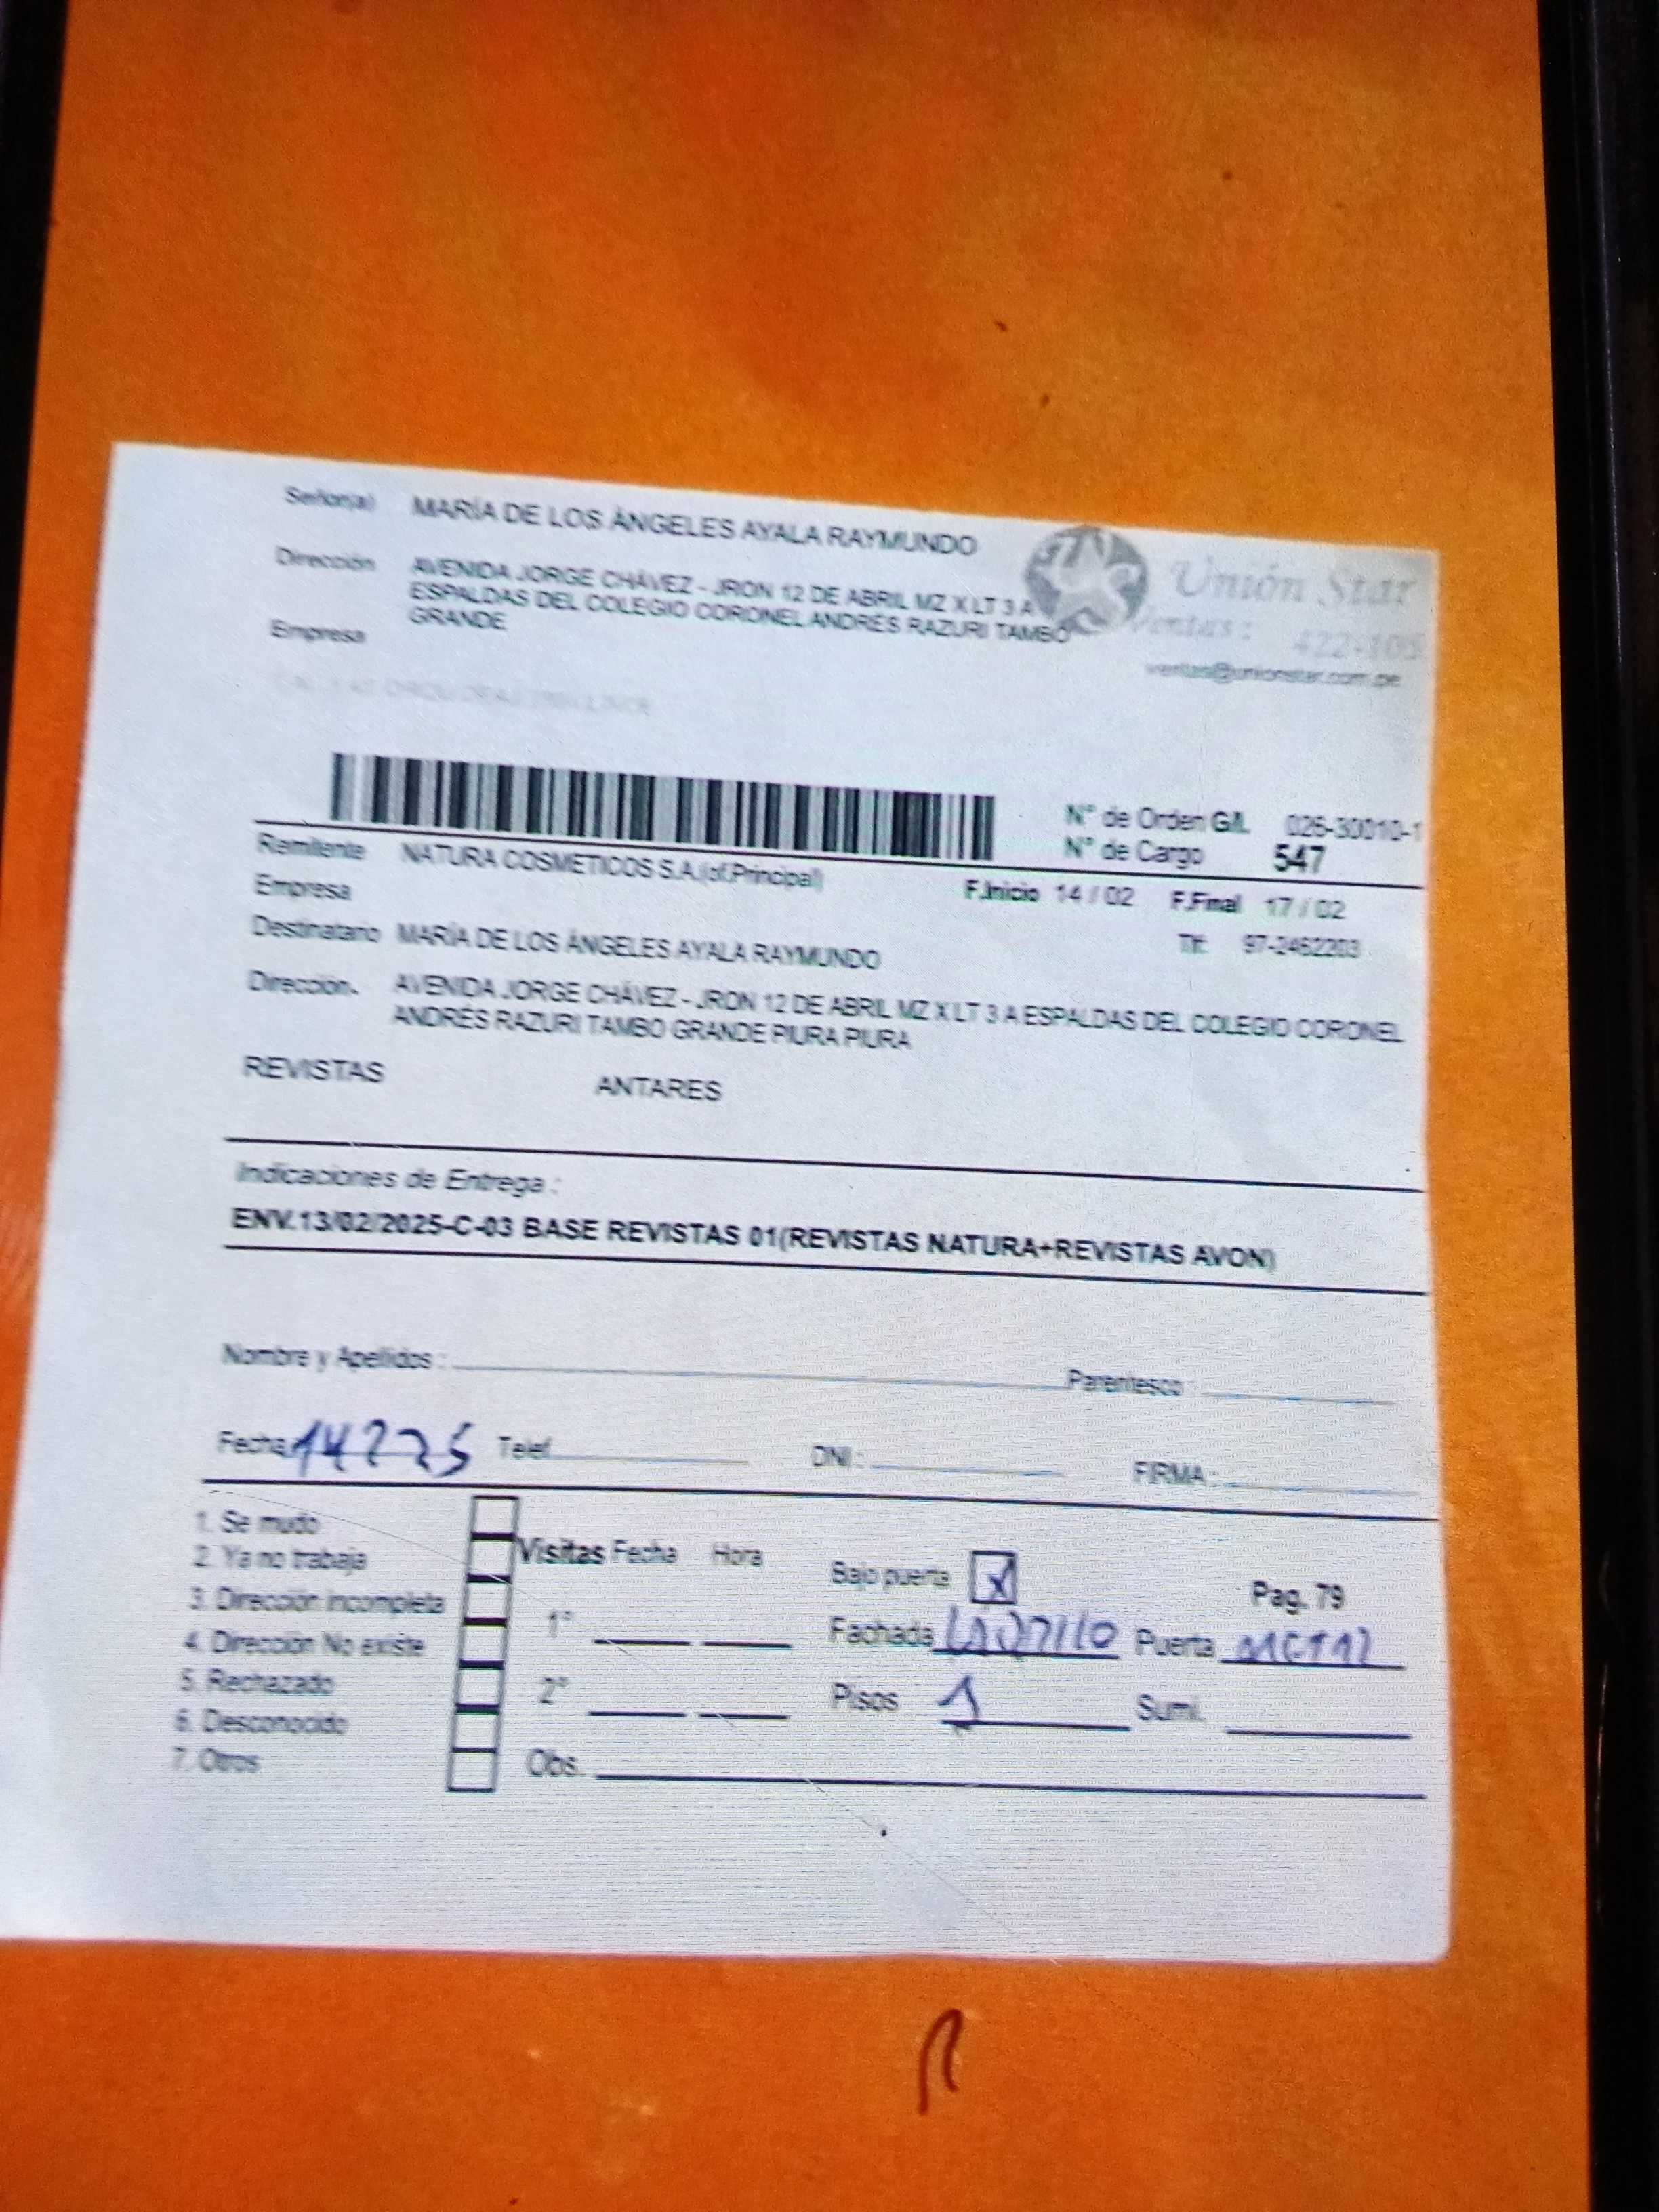 Señor(a) MARÍA DE LOS ÁNGELES AYALA RAYMUNDO
Dirección AVENIDA JORGE CHÁVEZ - JRON 12 DE ABRIL MZ X LT 3 A
ESPALDAS DEL COLEGIO CORONEL ANDRÉS RAZURI TAMBO
GRANDE
Empresa
Unión Star
Ventas: 422-105
ventas@unionstar.com.pe
N° de Orden G/L 026-30010-1
N° de Cargo 547
Remitente NATURA COSMETICOS S.A.(of.Principal)
Empresa F.Inicio 14 / 02 F.Final 17 / 02
Destinatario MARÍA DE LOS ÁNGELES AYALA RAYMUNDO Tlf: 97-2462203
Dirección. AVENIDA JORGE CHÁVEZ - JRON 12 DE ABRIL MZ X LT 3 A ESPALDAS DEL COLEGIO CORONEL
ANDRÉS RAZURI TAMBO GRANDE PIURA PIURA
REVISTAS ANTARES
Indicaciones de Entrega :
ENV.13/02/2025-C-03 BASE REVISTAS 01(REVISTAS NATURA+REVISTAS AVON)
Nombre y Apellidos : Parentesco :
Fecha 14225 Telef. DNI : FIRMA :
1. Se mudo
2. Ya no trabaja
3. Dirección incompleta
4. Dirección No existe
5. Rechazado
6. Desconocido
7. Otros
Visitas Fecha Hora
1°
2°
Obs.
Bajo puerta X Pag. 79
Fachada Ladrillo Puerta metal
Pisos 1 Sumi.